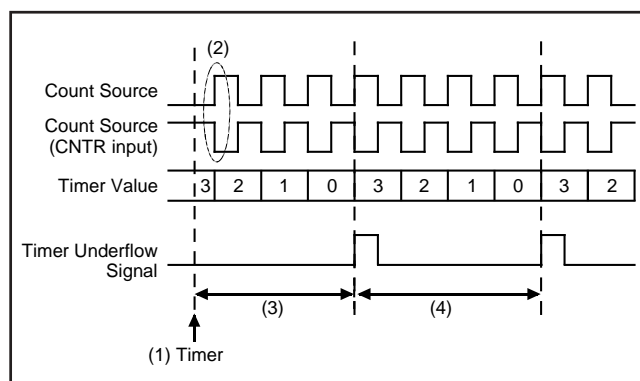 (2)
Count Source
Count Source
(CNTR input)
Timer Value 3 2 1 0 3 2 1 0 3 2
Timer Underflow
Signal
(3) (4)
(1) Timer